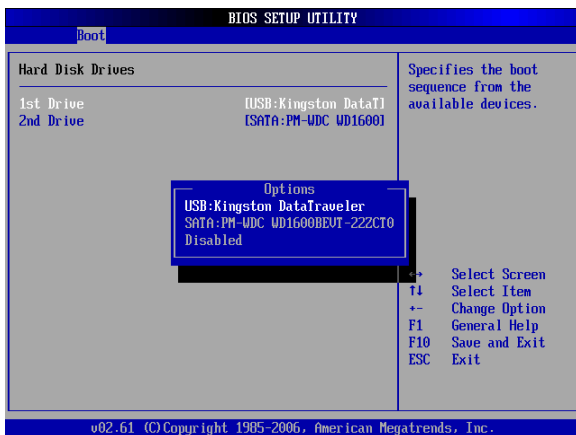 BIOS SETUP UTILITY
Boot
Hard Disk Drives
1st Drive [USB:Kingston DataT]
2nd Drive [SATA:PM-WDC WD1600]
Options
USB:Kingston DataTraveler
SATA:PM-WDC WD1600BEVT-22ZCT0
Disabled
Specifies the boot
sequence from the
available devices.
↔ Select Screen
↑↓ Select Item
+- Change Option
F1 General Help
F10 Save and Exit
ESC Exit
v02.61 (C)Copyright 1985-2006, American Megatrends, Inc.